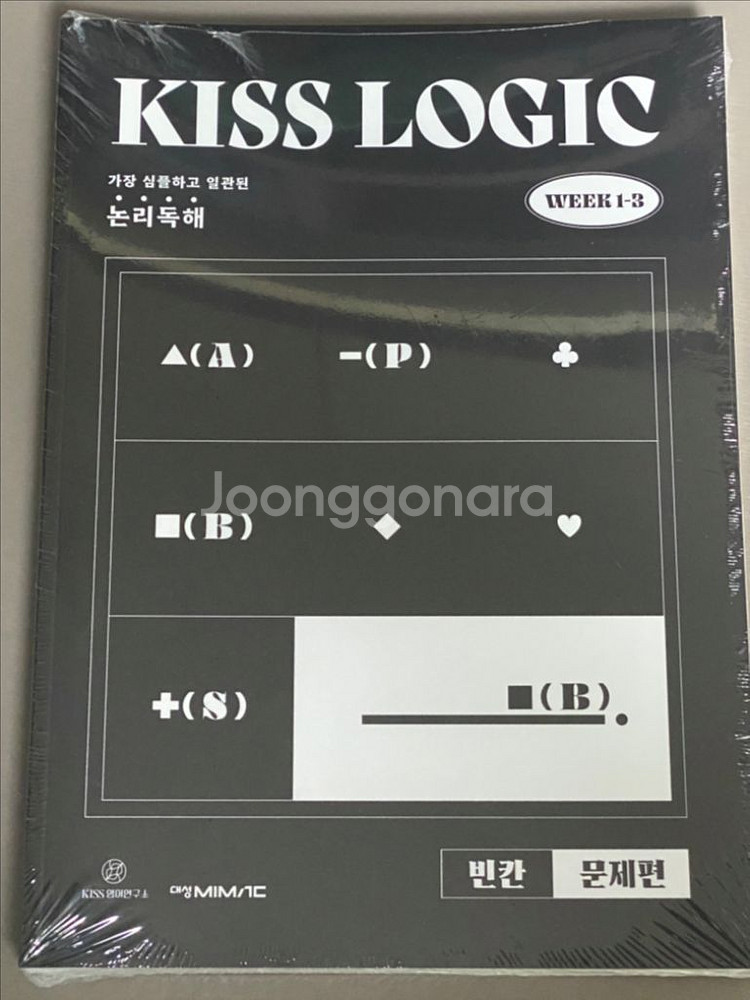 KISS LOGIC
가장 심플하고 일관된
논리독해
WEEK 1-3
▲(A) ━(P) ♣
Joonggonara
■(B) ◆ ♥
✚(S)
■(B).
KISS 영어연구소
대성MIMAC
빈칸 문제편